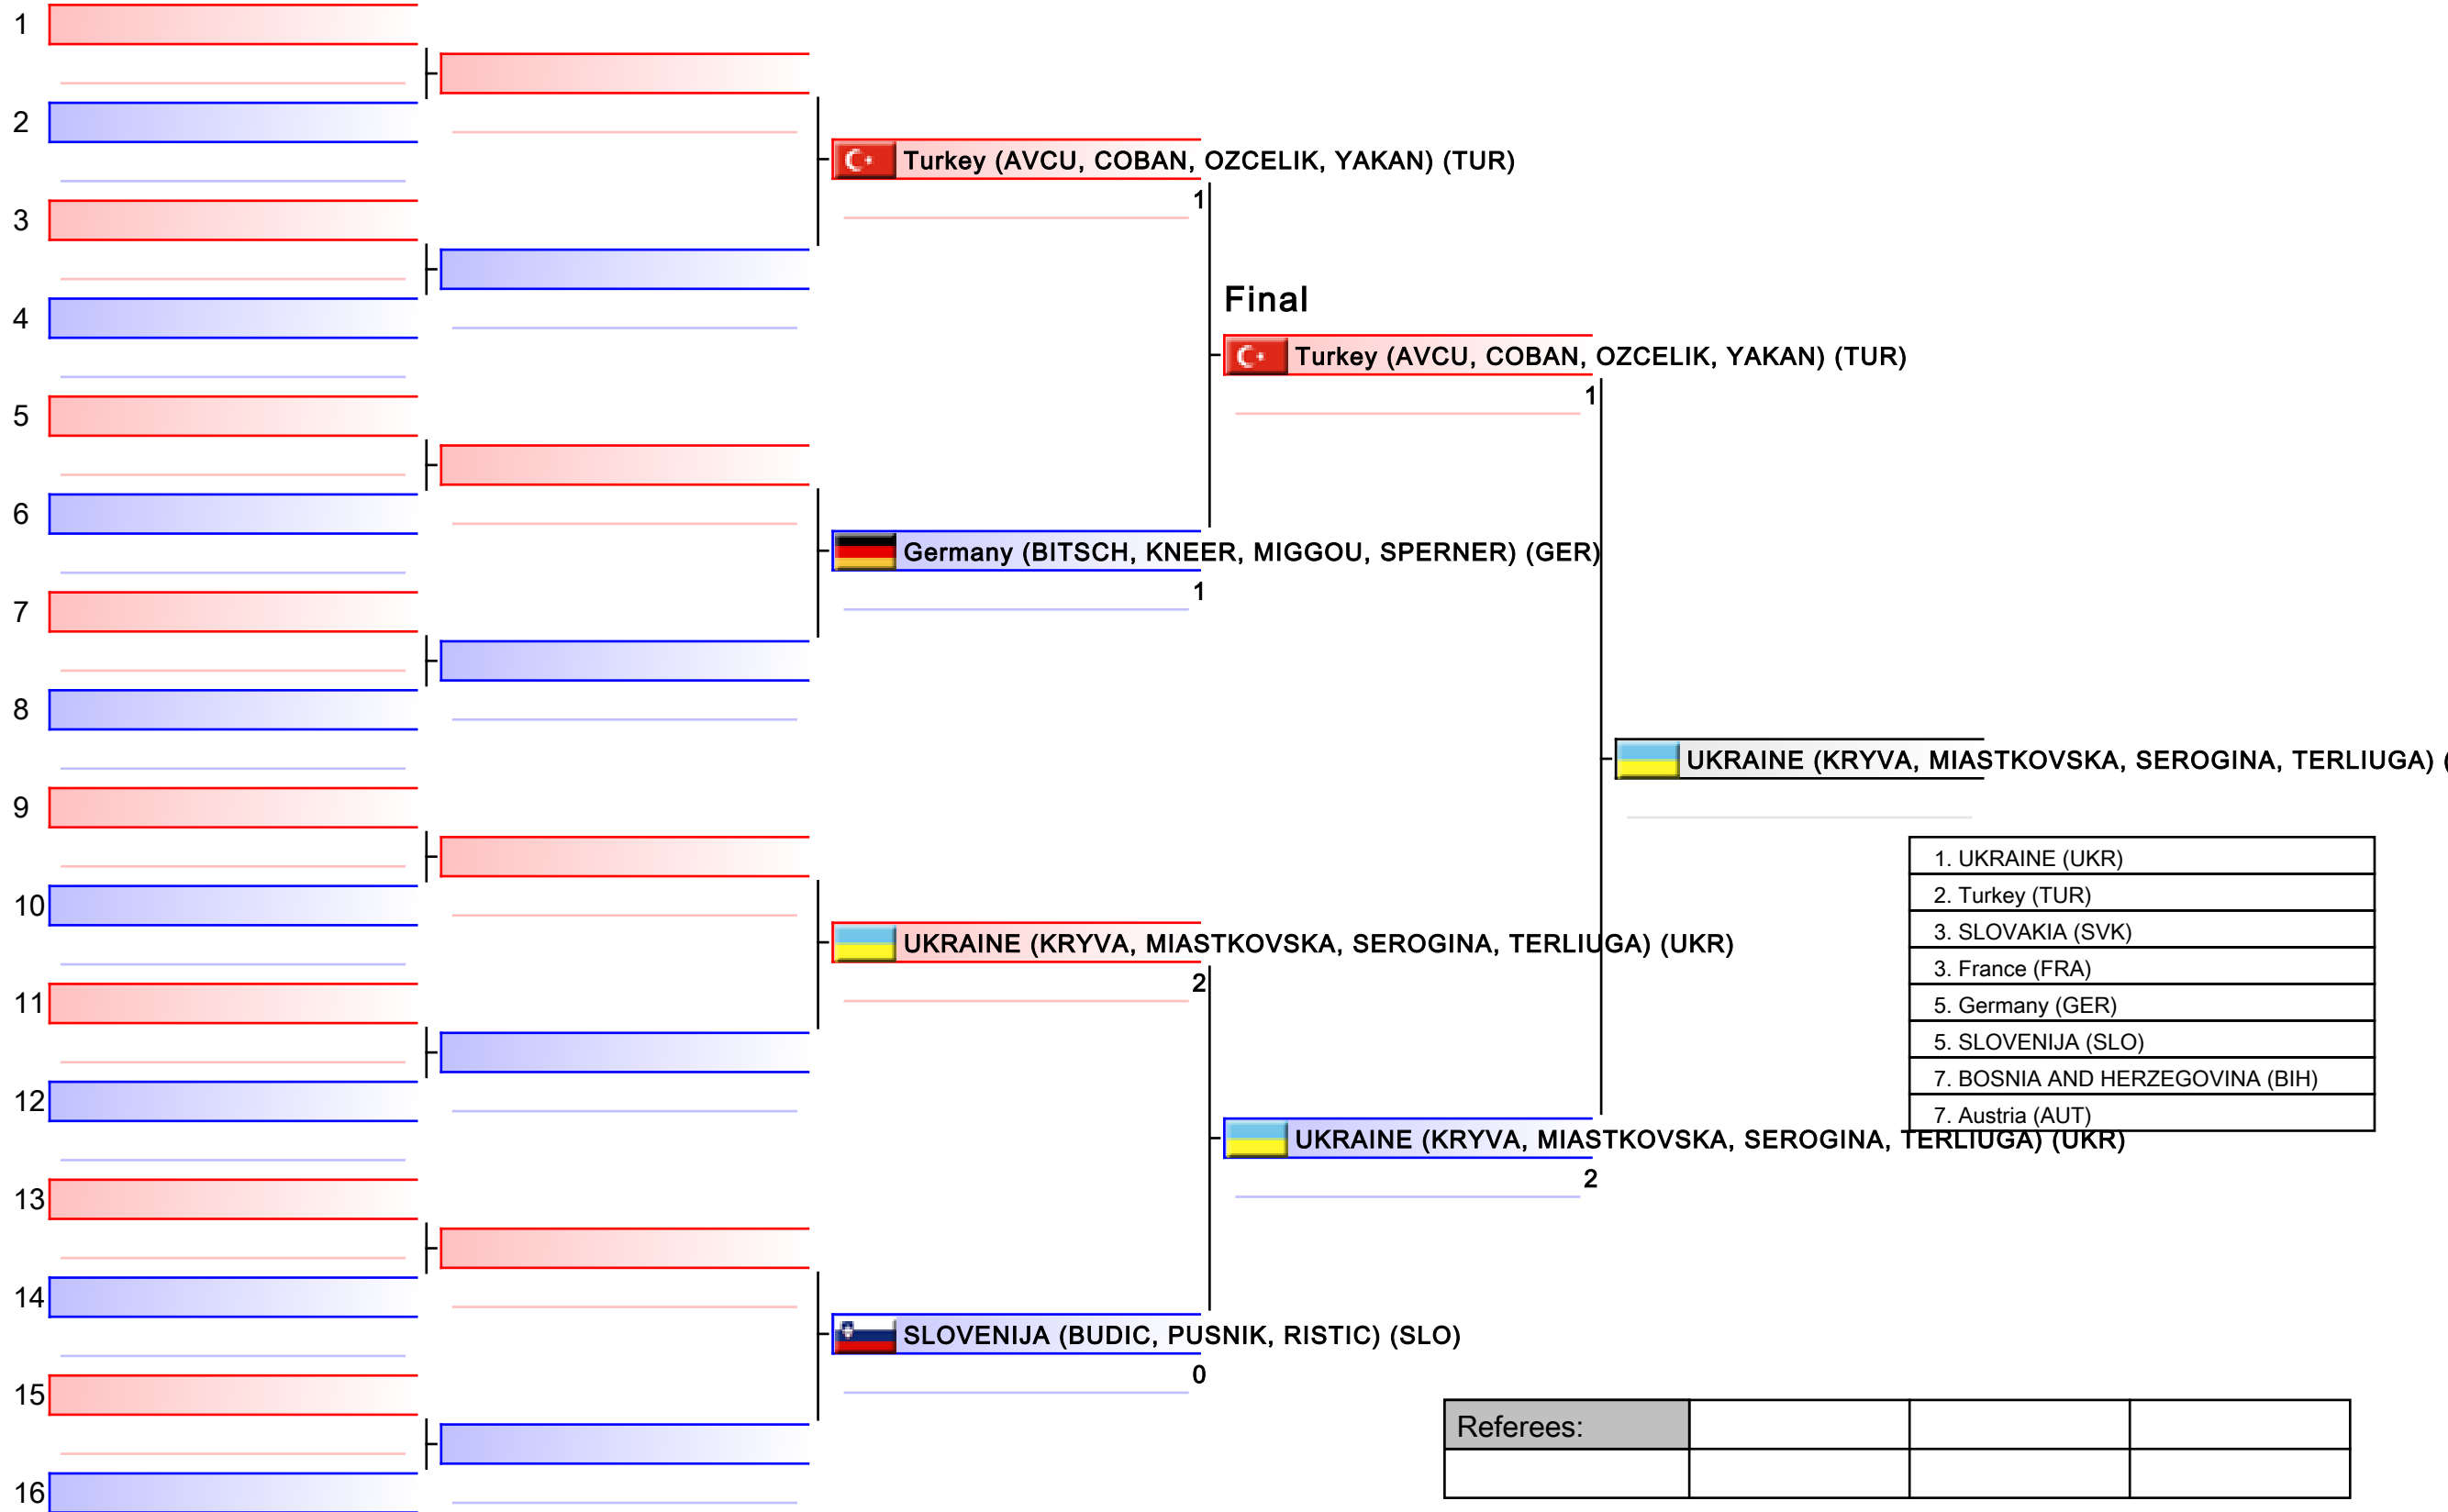 1
2
Turkey (AVCU, COBAN, OZCELIK, YAKAN) (TUR)
1
3
Final
4
Turkey (AVCU, COBAN, OZCELIK, YAKAN) (TUR)
1
5
6
Germany (BITSCH, KNEER, MIGGOU, SPERNER) (GER)
1
7
8
UKRAINE (KRYVA, MIASTKOVSKA, SEROGINA, TERLIUGA) (
9
1. UKRAINE (UKR)
2. Turkey (TUR)
3. SLOVAKIA (SVK)
3. France (FRA)
5. Germany (GER)
5. SLOVENIJA (SLO)
7. BOSNIA AND HERZEGOVINA (BIH)
7. Austria (AUT)
10
UKRAINE (KRYVA, MIASTKOVSKA, SEROGINA, TERLIUGA) (UKR)
2
11
12
UKRAINE (KRYVA, MIASTKOVSKA, SEROGINA, TERLIUGA) (UKR)
2
13
14
SLOVENIJA (BUDIC, PUSNIK, RISTIC) (SLO)
0
15
Referees:
16